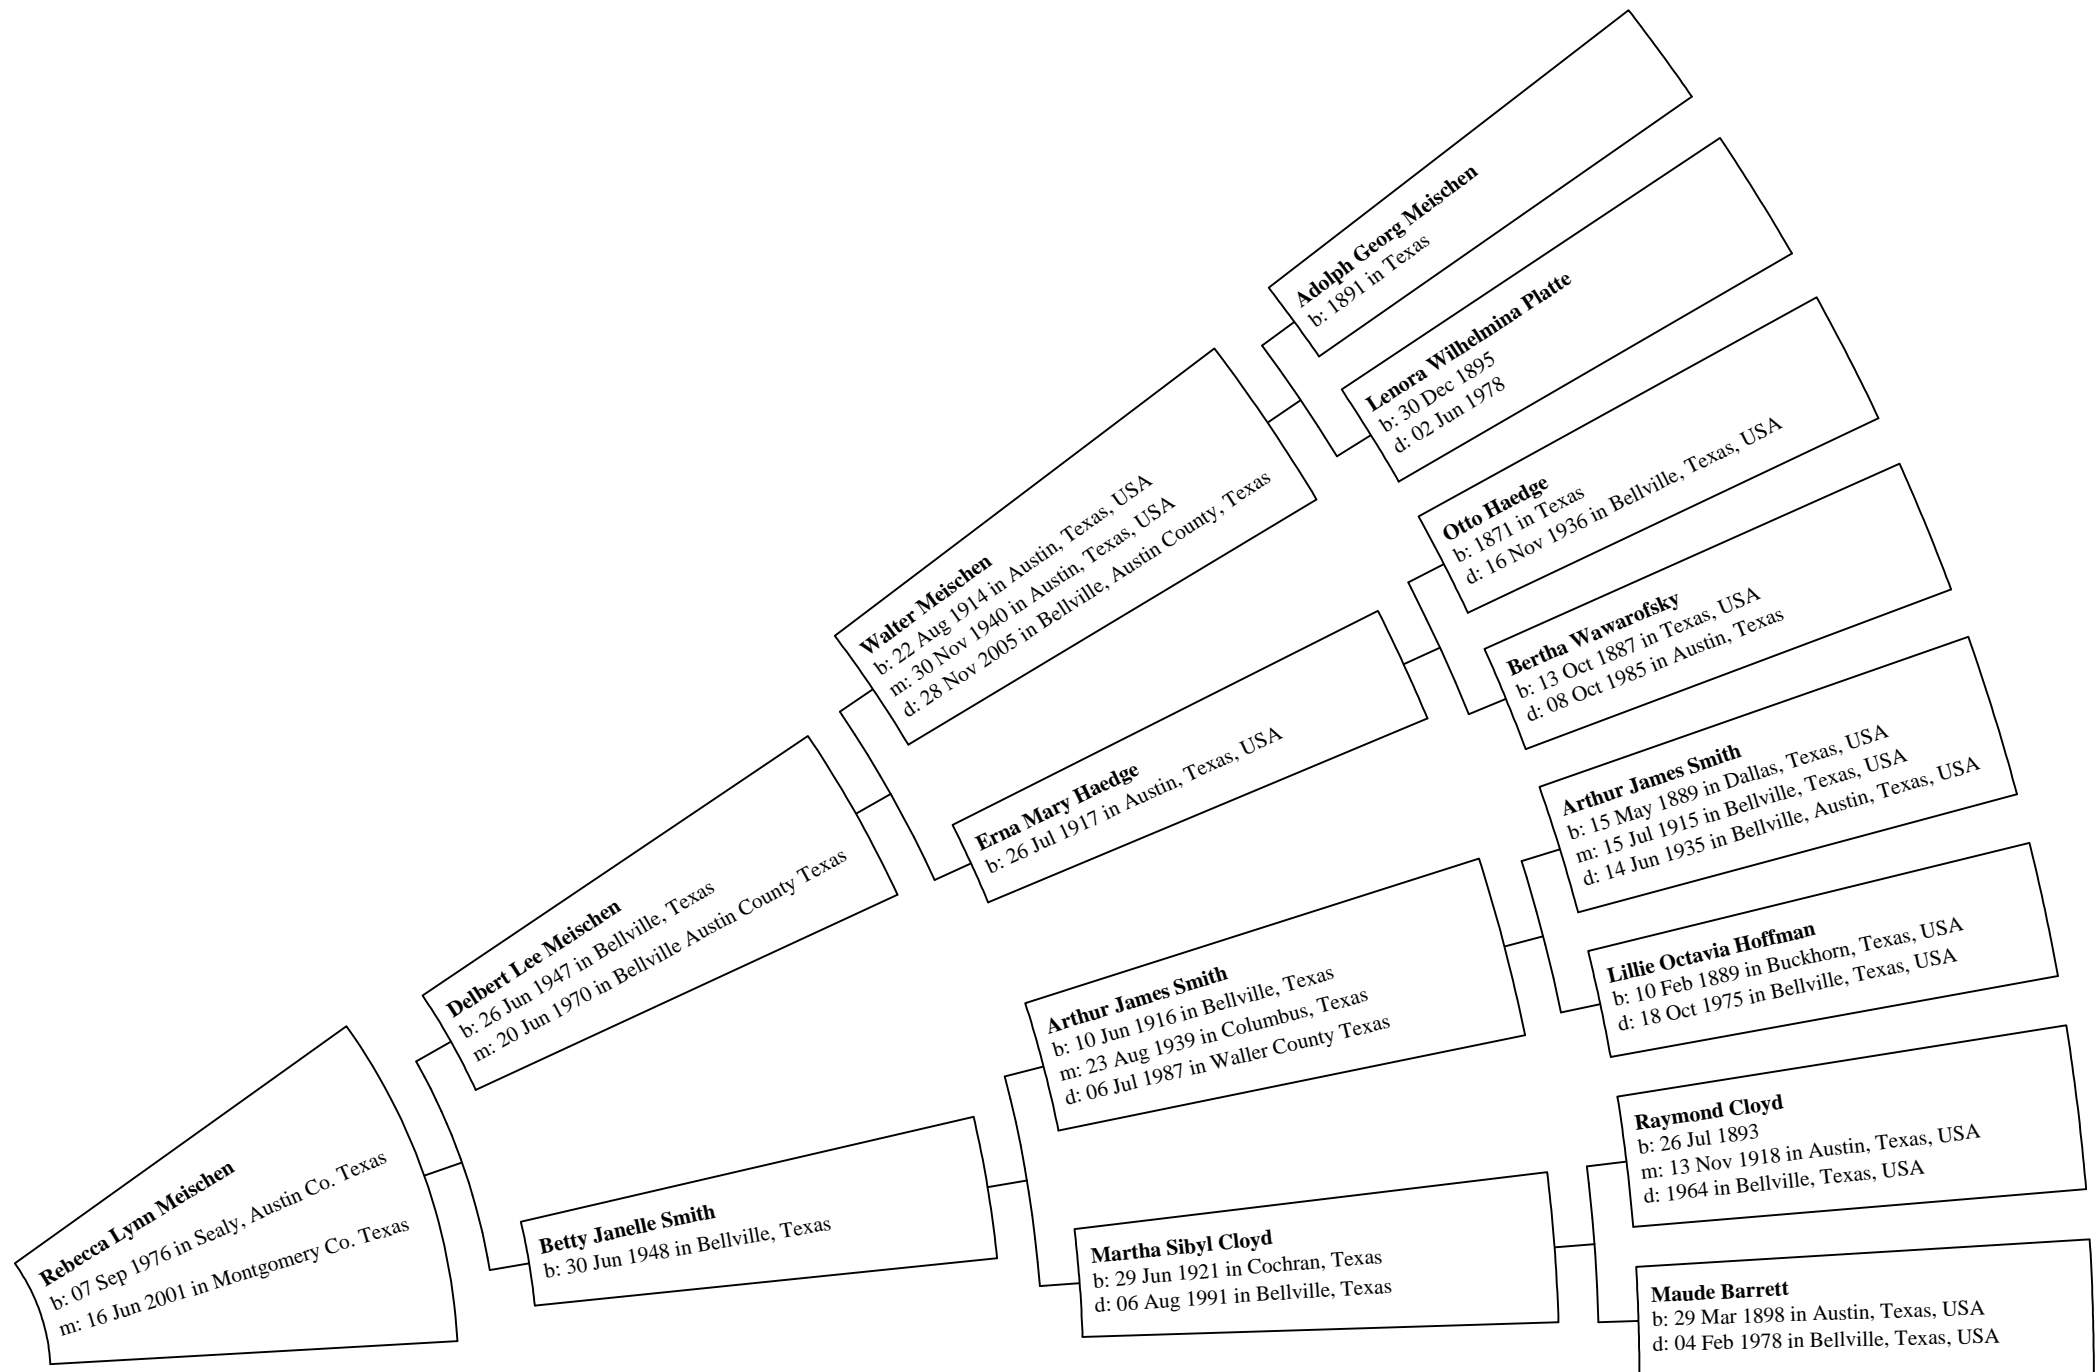 Adolph Georg Meischen
b: 1891 in Texas
Lenora Wilhelmina Platte
b: 30 Dec 1895
d: 02 Jun 1978
Walter Meischen
b: 22 Aug 1914 in Austin, Texas, USA
m: 30 Nov 1940 in Austin, Texas, USA
d: 28 Nov 2005 in Bellville, Austin County, Texas
Otto Haedge
b: 1871 in Texas
d: 16 Nov 1936 in Bellville, Texas, USA
Bertha Wawarofsky
b: 13 Oct 1887 in Texas, USA
d: 08 Oct 1985 in Austin, Texas
Erna Mary Haedge
b: 26 Jul 1917 in Austin, Texas, USA
Delbert Lee Meischen
b: 26 Jun 1947 in Bellville, Texas
m: 20 Jun 1970 in Bellville Austin County Texas
Arthur James Smith
b: 15 May 1889 in Dallas, Texas, USA
m: 15 Jul 1915 in Bellville, Texas, USA
d: 14 Jun 1935 in Bellville, Austin, Texas, USA
Lillie Octavia Hoffman
b: 10 Feb 1889 in Buckhorn, Texas, USA
d: 18 Oct 1975 in Bellville, Texas, USA
Arthur James Smith
b: 10 Jun 1916 in Bellville, Texas
m: 23 Aug 1939 in Columbus, Texas
d: 06 Jul 1987 in Waller County Texas
Rebecca Lynn Meischen
b: 07 Sep 1976 in Sealy, Austin Co. Texas
m: 16 Jun 2001 in Montgomery Co. Texas
Betty Janelle Smith
b: 30 Jun 1948 in Bellville, Texas
Raymond Cloyd
b: 26 Jul 1893
m: 13 Nov 1918 in Austin, Texas, USA
d: 1964 in Bellville, Texas, USA
Martha Sibyl Cloyd
b: 29 Jun 1921 in Cochran, Texas
d: 06 Aug 1991 in Bellville, Texas
Maude Barrett
b: 29 Mar 1898 in Austin, Texas, USA
d: 04 Feb 1978 in Bellville, Texas, USA